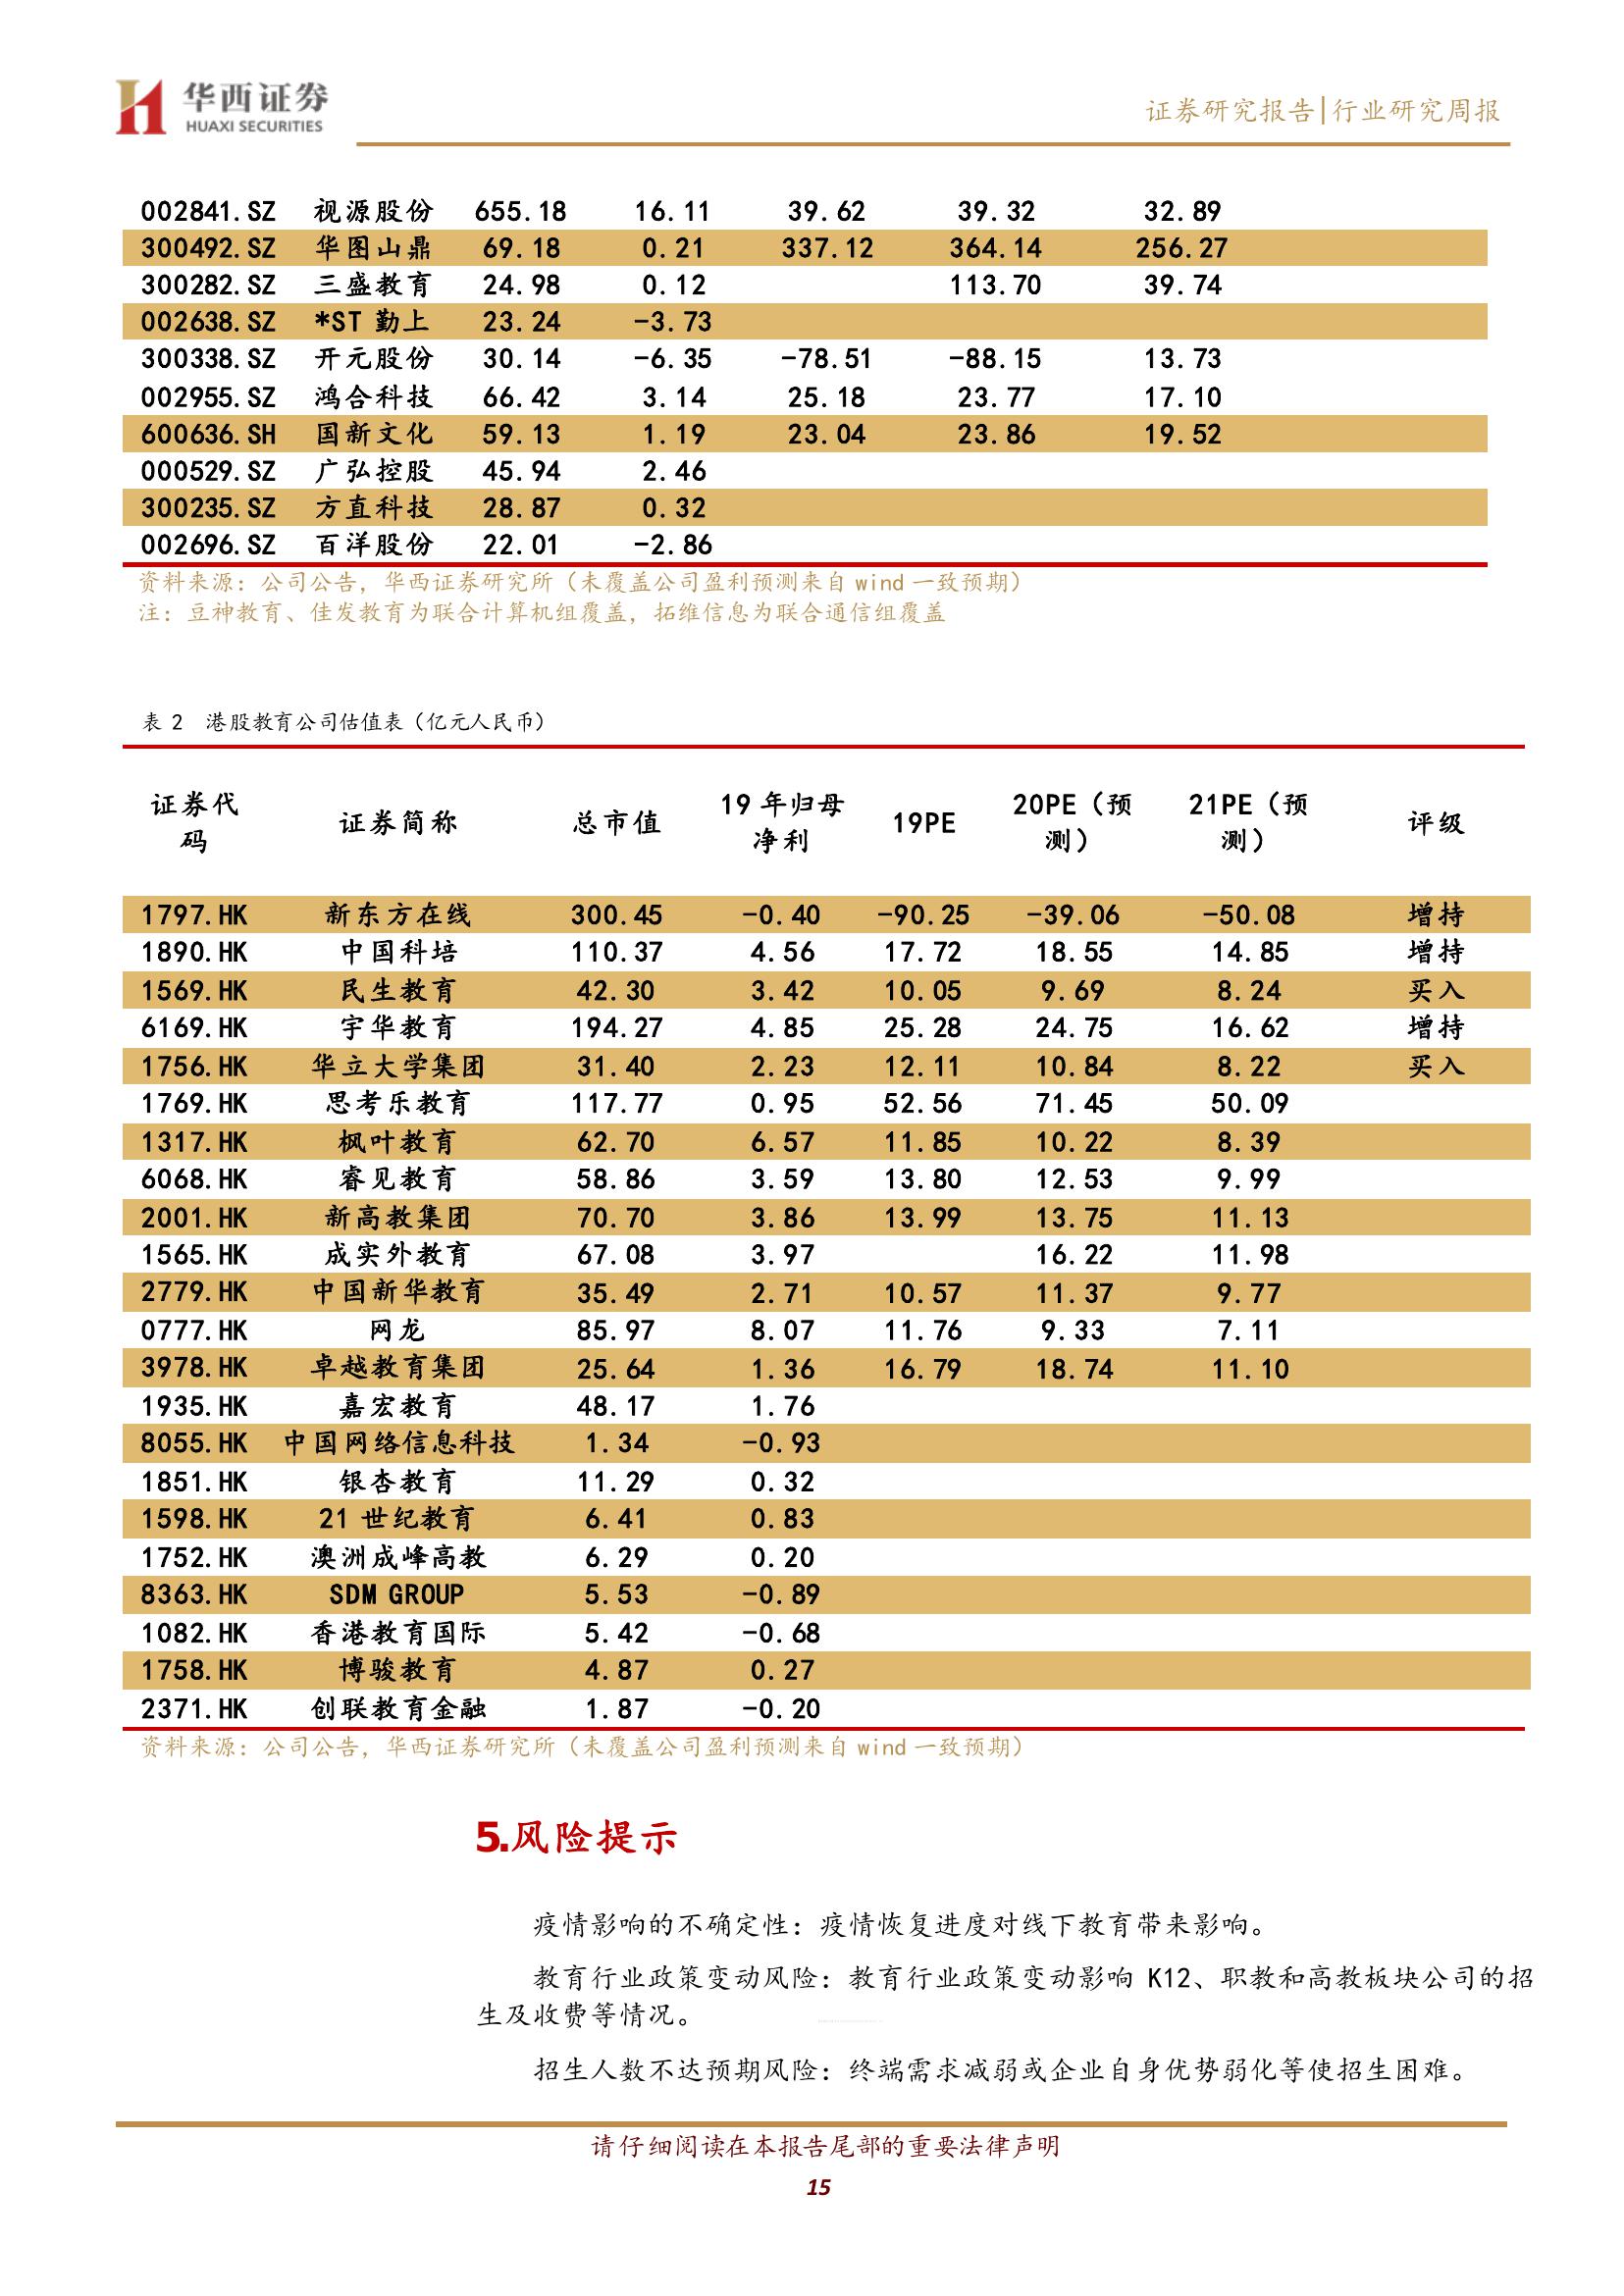 华西证券
HUAXI SECURITIES
证券研究报告|行业研究周报
002841.SZ 视源股份 655.18 16.11 39.62 39.32 32.89
300492.SZ 华图山鼎 69.18 0.21 337.12 364.14 256.27
300282.SZ 三盛教育 24.98 0.12 113.70 39.74
002638.SZ *ST 勤上 23.24 -3.73
300338.SZ 开元股份 30.14 -6.35 -78.51 -88.15 13.73
002955.SZ 鸿合科技 66.42 3.14 25.18 23.77 17.10
600636.SH 国新文化 59.13 1.19 23.04 23.86 19.52
000529.SZ 广弘控股 45.94 2.46
300235.SZ 方直科技 28.87 0.32
002696.SZ 百洋股份 22.01 -2.86
资料来源：公司公告，华西证券研究所（未覆盖公司盈利预测来自 wind 一致预期）
注：豆神教育、佳发教育为联合计算机组覆盖，拓维信息为联合通信组覆盖
表 2 港股教育公司估值表（亿元人民币）
证券代 19 年归母 20PE（预 21PE（预
证券简称 总市值 19PE 评级
码 净利 测） 测）
1797.HK 新东方在线 300.45 -0.40 -90.25 -39.06 -50.08 增持
1890.HK 中国科培 110.37 4.56 17.72 18.55 14.85 增持
1569.HK 民生教育 42.30 3.42 10.05 9.69 8.24 买入
6169.HK 宇华教育 194.27 4.85 25.28 24.75 16.62 增持
1756.HK 华立大学集团 31.40 2.23 12.11 10.84 8.22 买入
1769.HK 思考乐教育 117.77 0.95 52.56 71.45 50.09
1317.HK 枫叶教育 62.70 6.57 11.85 10.22 8.39
6068.HK 睿见教育 58.86 3.59 13.80 12.53 9.99
2001.HK 新高教集团 70.70 3.86 13.99 13.75 11.13
1565.HK 成实外教育 67.08 3.97 16.22 11.98
2779.HK 中国新华教育 35.49 2.71 10.57 11.37 9.77
0777.HK 网龙 85.97 8.07 11.76 9.33 7.11
3978.HK 卓越教育集团 25.64 1.36 16.79 18.74 11.10
1935.HK 嘉宏教育 48.17 1.76
8055.HK 中国网络信息科技 1.34 -0.93
1851.HK 银杏教育 11.29 0.32
1598.HK 21 世纪教育 6.41 0.83
1752.HK 澳洲成峰高教 6.29 0.20
8363.HK SDM GROUP 5.53 -0.89
1082.HK 香港教育国际 5.42 -0.68
1758.HK 博骏教育 4.87 0.27
2371.HK 创联教育金融 1.87 -0.20
资料来源：公司公告，华西证券研究所（未覆盖公司盈利预测来自 wind 一致预期）
5.风险提示
疫情影响的不确定性：疫情恢复进度对线下教育带来影响。
教育行业政策变动风险：教育行业政策变动影响 K12、职教和高教板块公司的招
生及收费等情况。
招生人数不达预期风险：终端需求减弱或企业自身优势弱化等使招生困难。
请仔细阅读在本报告尾部的重要法律声明
15